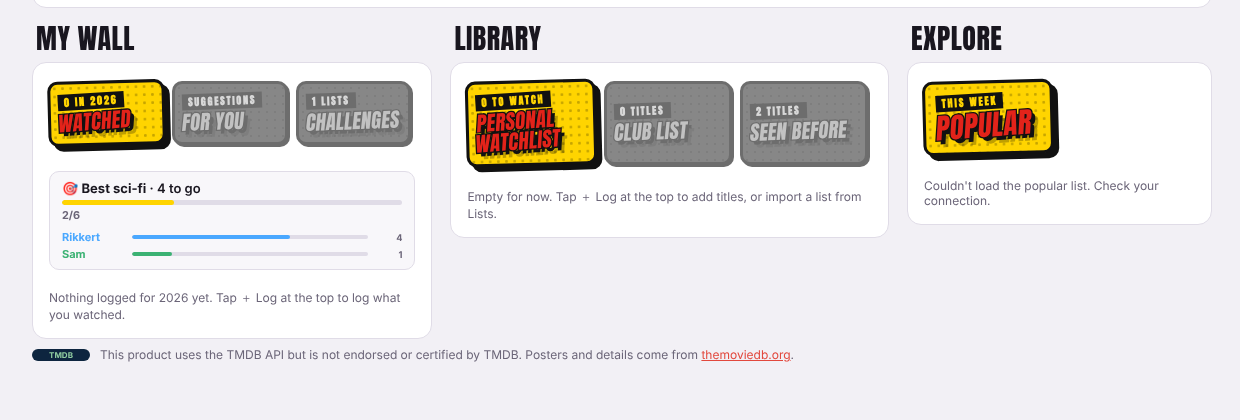 MY WALL
0 IN 2026
WATCHED
SUGGESTIONS
FOR YOU
1 LISTS
CHALLENGES
🎯 Best sci-fi · 4 to go
2/6
Rikkert 4
Sam 1
Nothing logged for 2026 yet. Tap + Log at the top to log what
you watched.
LIBRARY
0 TO WATCH
PERSONAL
WATCHLIST
0 TITLES
CLUB LIST
2 TITLES
SEEN BEFORE
Empty for now. Tap + Log at the top to add titles, or import a list from
Lists.
EXPLORE
THIS WEEK
POPULAR
Couldn't load the popular list. Check your
connection.
TMDB This product uses the TMDB API but is not endorsed or certified by TMDB. Posters and details come from themoviedb.org.